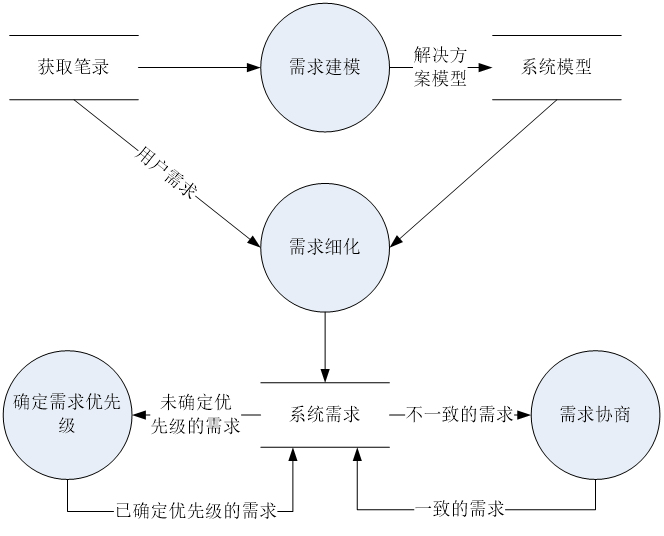 获取笔录
需求建模
解决方
案模型
系统模型
用户需求
需求细化
确定需求优先
级
未确定优
先级的需求
系统需求
不一致的需求
需求协商
已确定优先级的需求
一致的需求